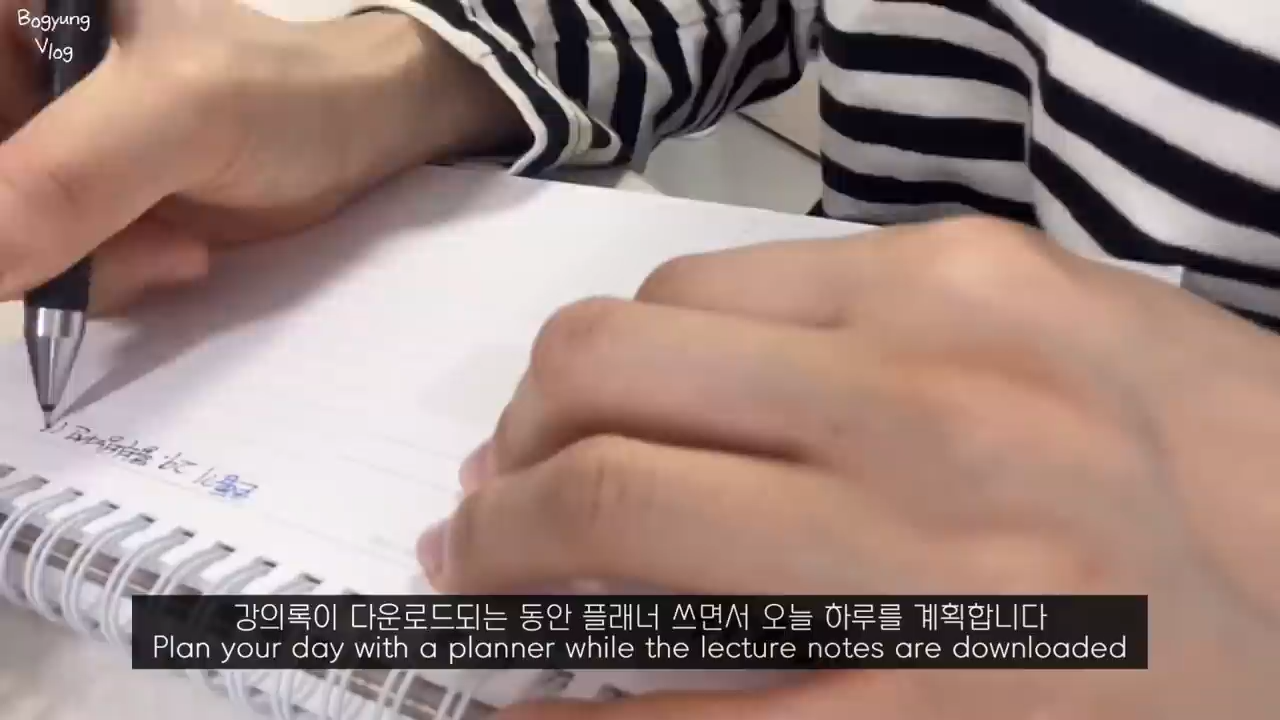 Bogyung
Vlog
강의록이 다운로드되는 동안 플래너 쓰면서 오늘 하루를 계획합니다
Plan your day with a planner while the lecture notes are downloaded